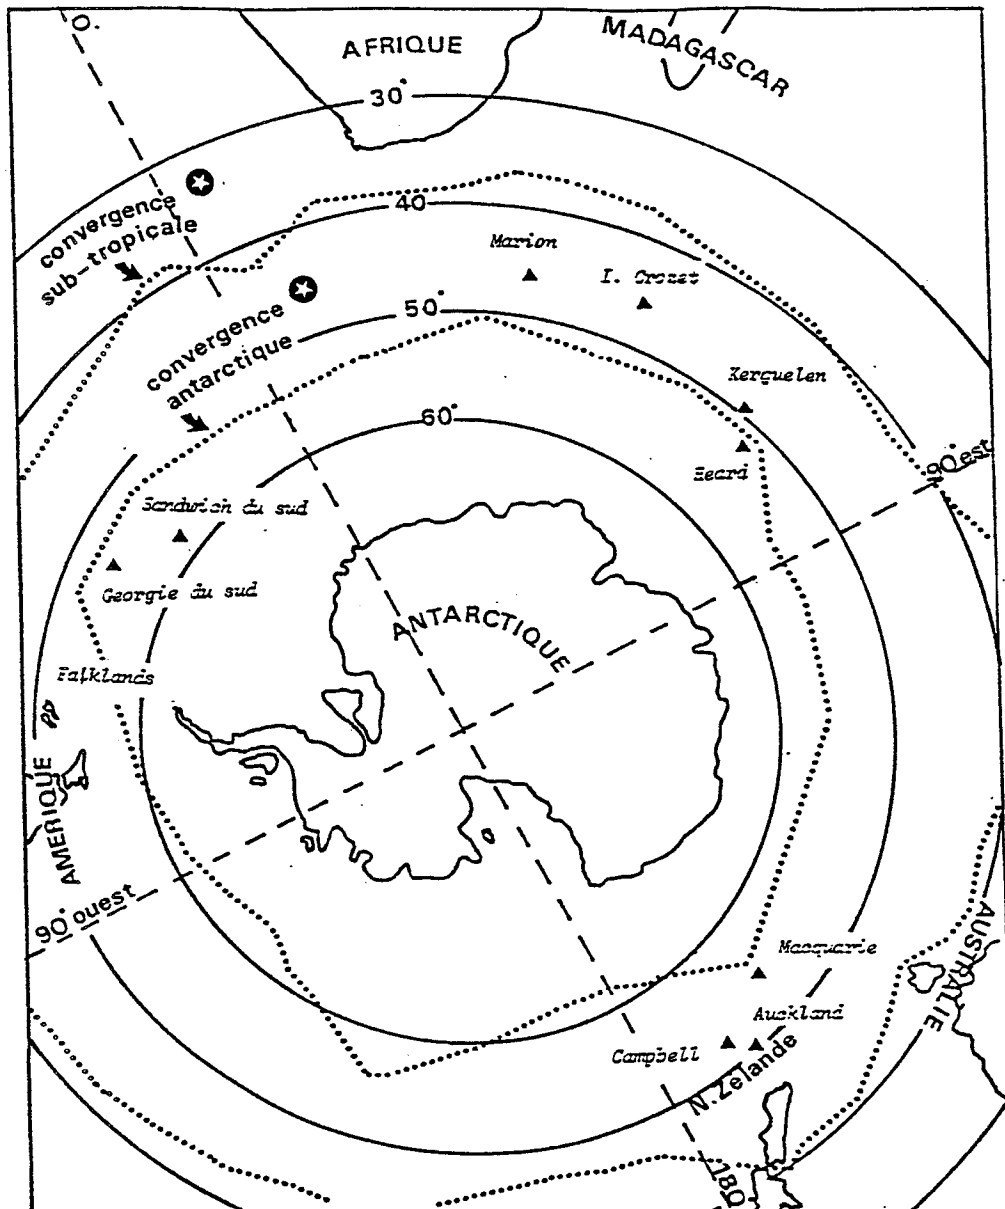 0°
AFRIQUE
MADAGASCAR
30°
convergence
sub-tropicale
40°
Marion
I. Crozet
convergence
antarctique
50°
Kerguelen
60°
Heard
90° est
Sandwich du sud
Georgie du sud
ANTARCTIQUE
Falklands
AMERIQUE
90° ouest
Macquarie
AUSTRALIE
Auckland
Campbell
N. Zelande
180